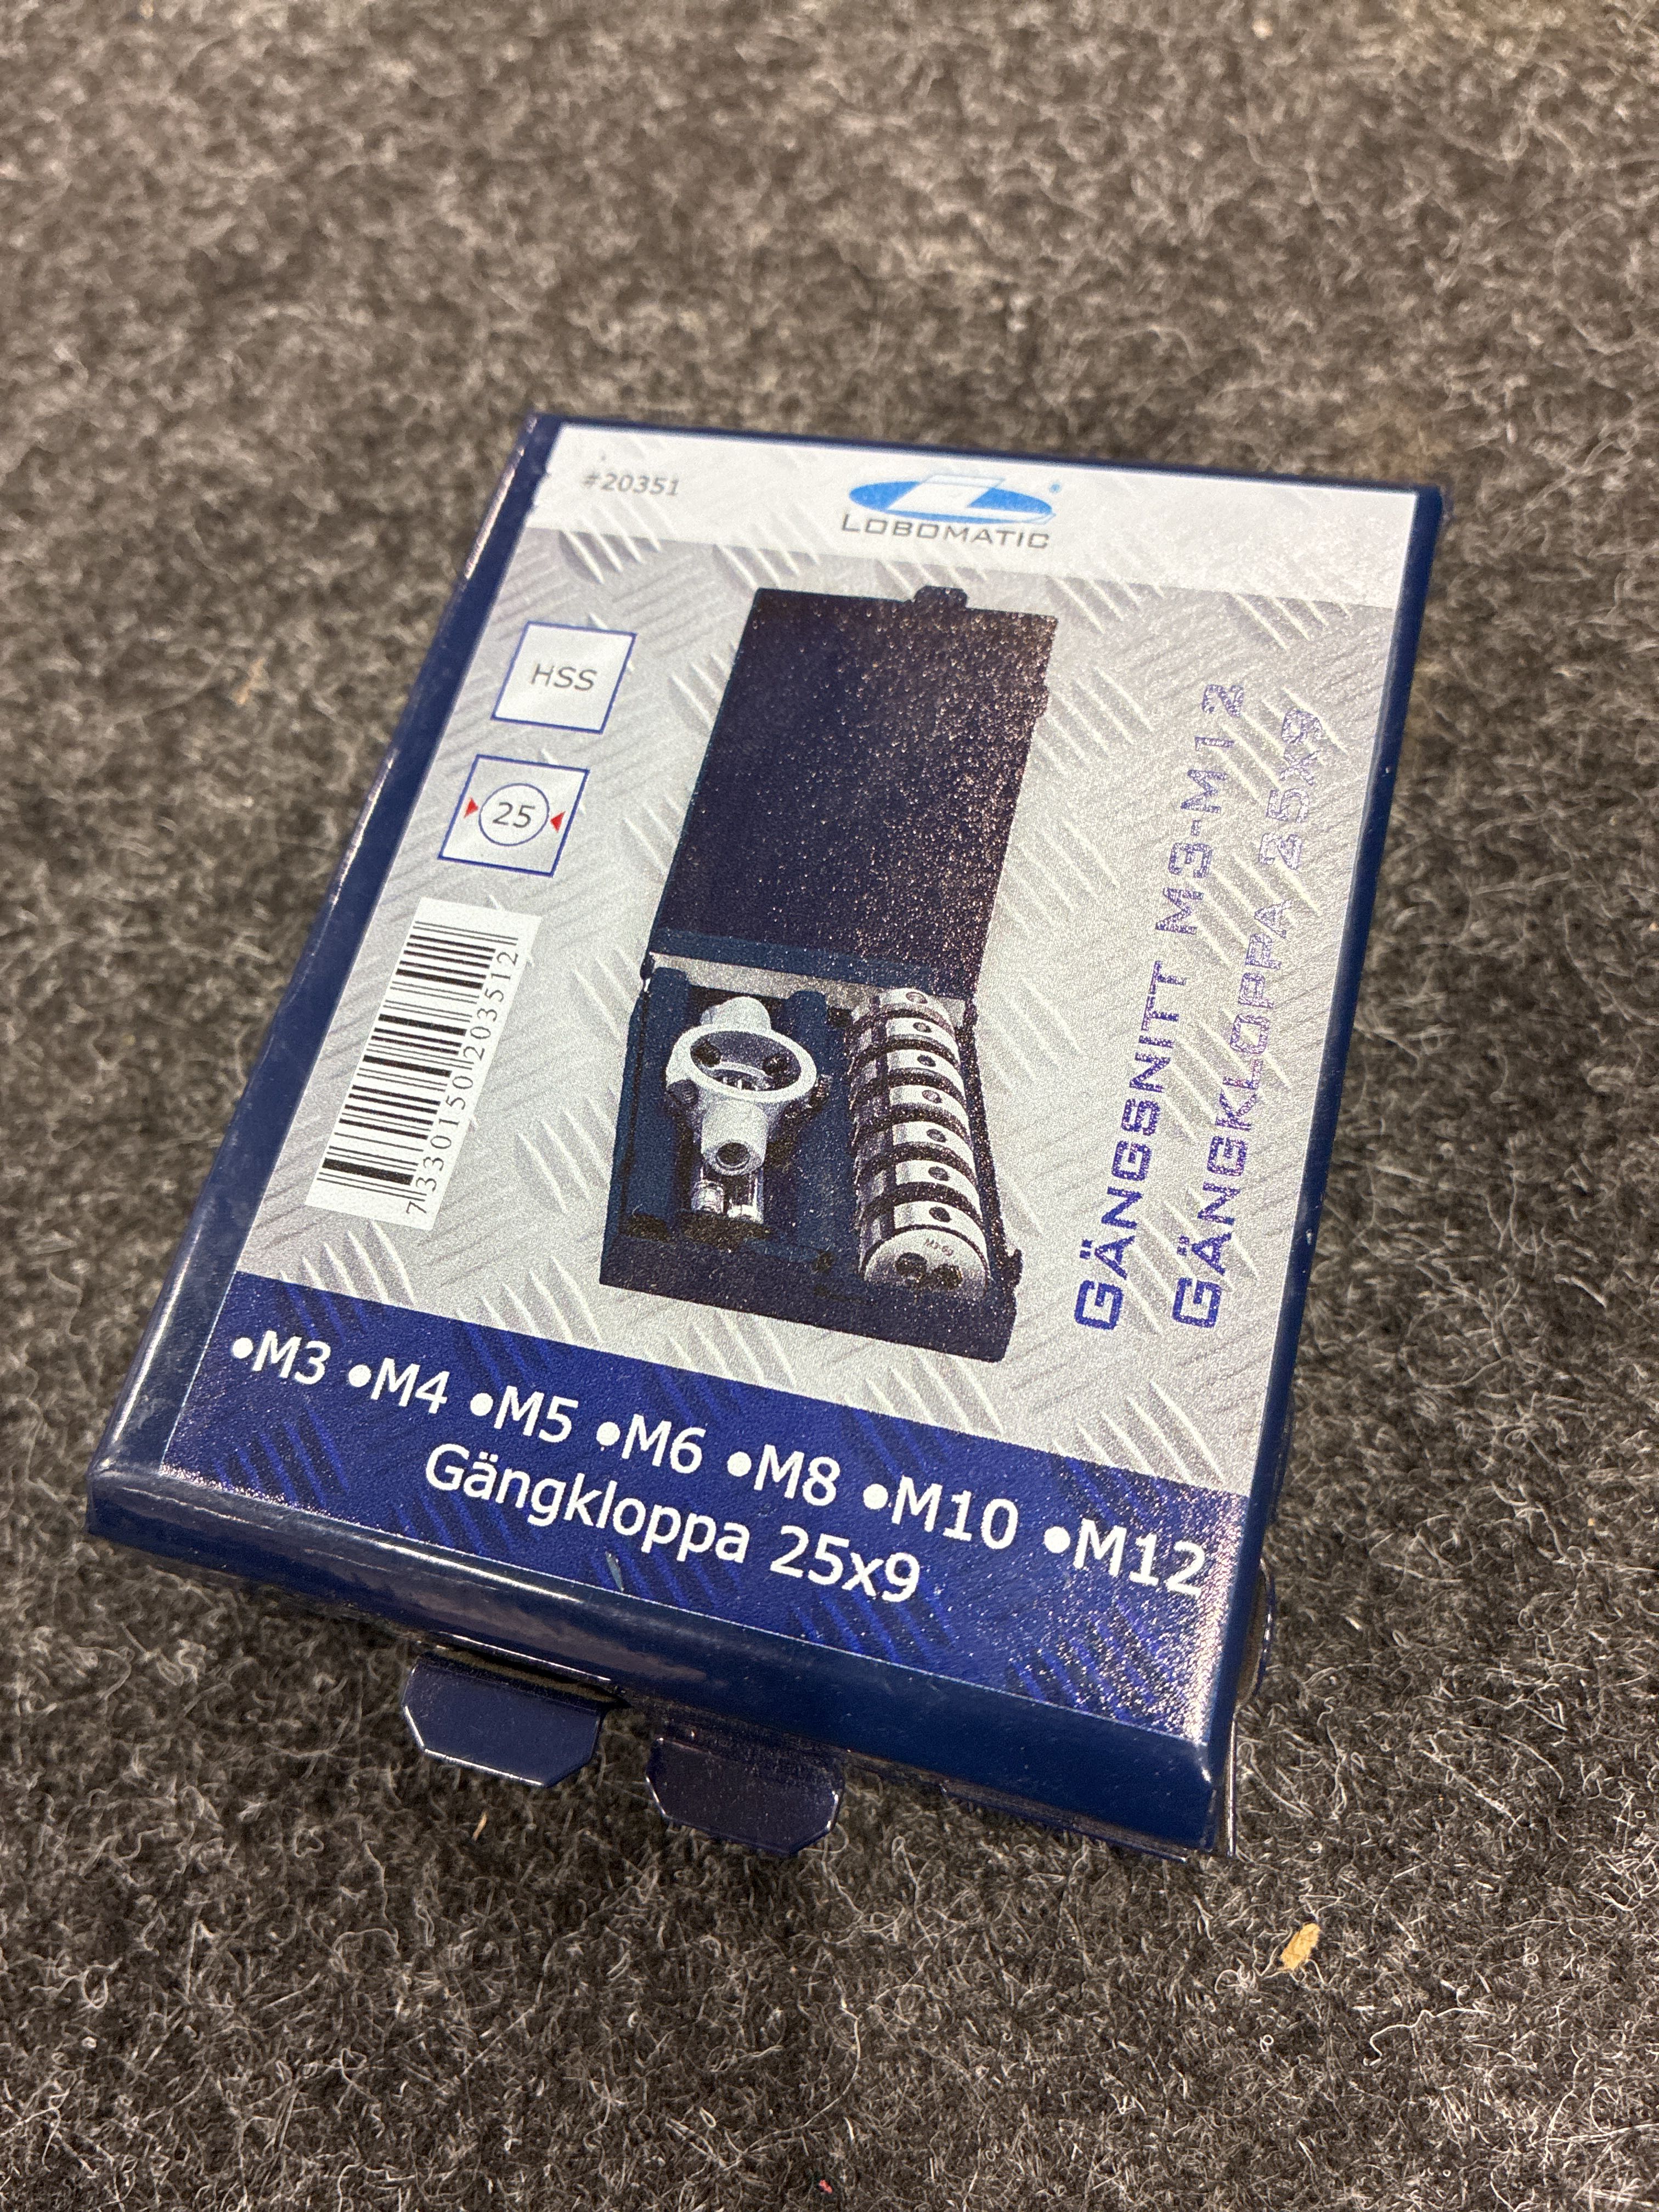 #20351
LOBOMATIC
HSS
25
7330150203512
GÄNGSNITT M3-M12
GÄNGKLOPPA 25X9
•M3 •M4 •M5 •M6 •M8 •M10 •M12
Gängkloppa 25x9